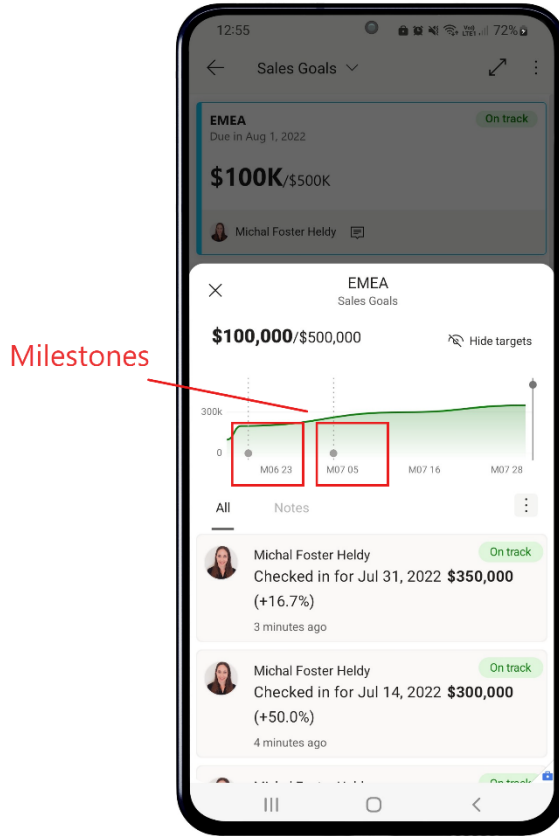 12:55
72%
Sales Goals
EMEA
On track
Due in Aug 1, 2022
$100K/$500K
Michal Foster Heldy
EMEA
Sales Goals
$100,000/$500,000
Hide targets
Milestones
300k
0
M06 23
M07 05
M07 16
M07 28
All
Notes
Michal Foster Heldy
On track
Checked in for Jul 31, 2022 $350,000
(+16.7%)
3 minutes ago
Michal Foster Heldy
On track
Checked in for Jul 14, 2022 $300,000
(+50.0%)
4 minutes ago